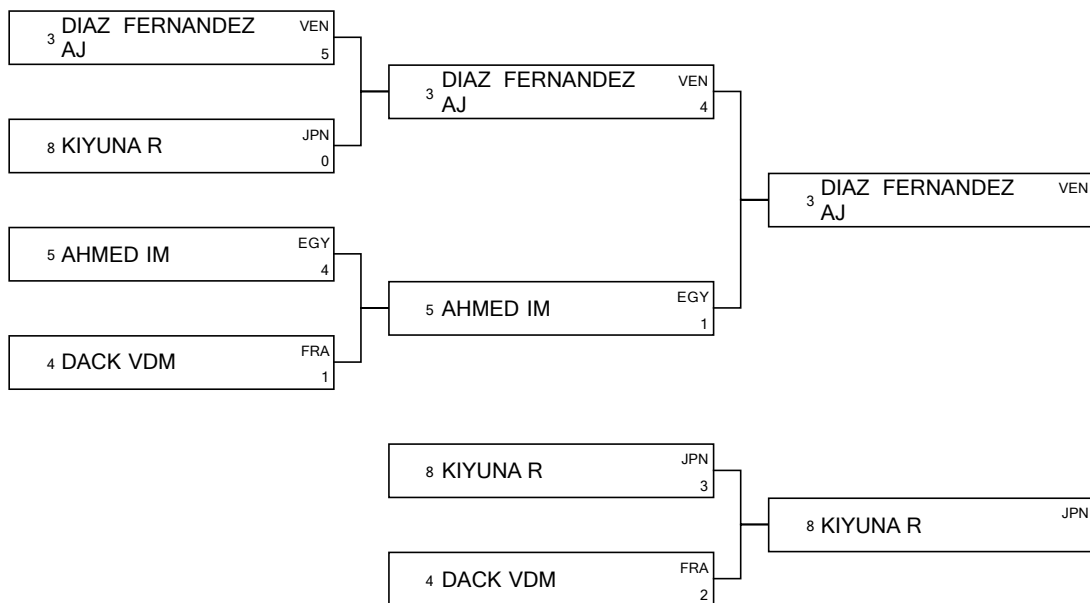 3 DIAZ FERNANDEZ VEN
AJ 5
8 KIYUNA R JPN
0
5 AHMED IM EGY
4
4 DACK VDM FRA
1
3 DIAZ FERNANDEZ VEN
AJ 4
5 AHMED IM EGY
1
3 DIAZ FERNANDEZ VEN
AJ
8 KIYUNA R JPN
3
4 DACK VDM FRA
2
8 KIYUNA R JPN